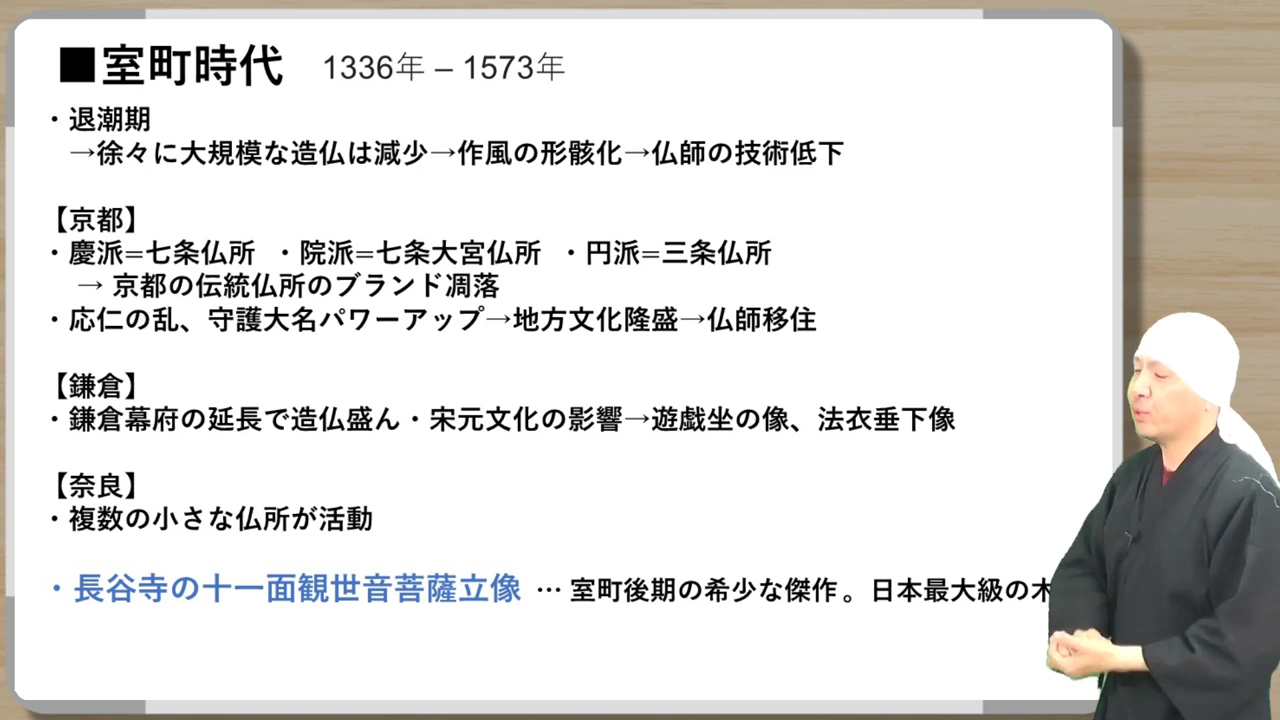 ■室町時代 1336年 – 1573年
・退潮期
→徐々に大規模な造仏は減少→作風の形骸化→仏師の技術低下
【京都】
・慶派=七条仏所 ・院派=七条大宮仏所 ・円派=三条仏所
→ 京都の伝統仏所のブランド凋落
・応仁の乱、守護大名パワーアップ→地方文化隆盛→仏師移住
【鎌倉】
・鎌倉幕府の延長で造仏盛ん・宋元文化の影響→遊戯坐の像、法衣垂下像
【奈良】
・複数の小さな仏所が活動
・長谷寺の十一面観世音菩薩立像 … 室町後期の希少な傑作。日本最大級の木